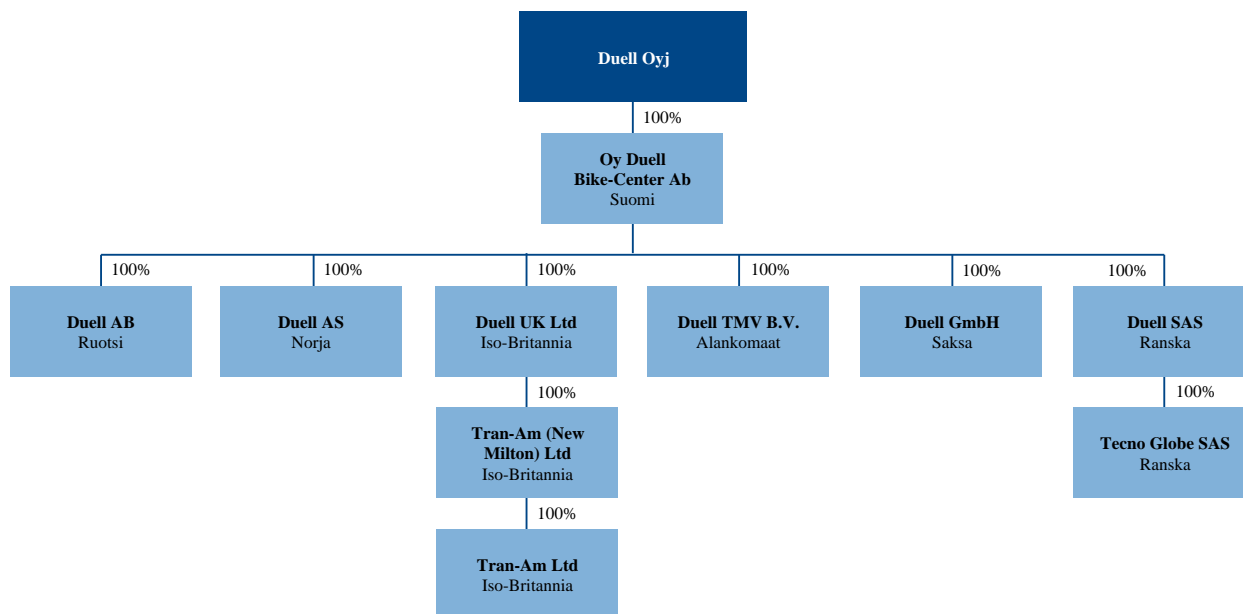 Duell Oyj
100%
Oy Duell
Bike-Center Ab
Suomi
100%
100%
100%
100%
100%
100%
Duell AB
Ruotsi
Duell AS
Norja
Duell UK Ltd
Iso-Britannia
Duell TMV B.V.
Alankomaat
Duell GmbH
Saksa
Duell SAS
Ranska
100%
100%
Tran-Am (New
Milton) Ltd
Iso-Britannia
Tecno Globe SAS
Ranska
100%
Tran-Am Ltd
Iso-Britannia